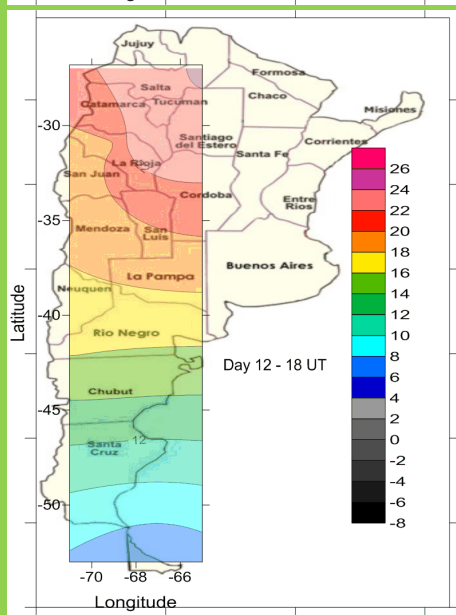 Jujuy
Formosa
Salta
Chaco
Catamarca
Tucuman
Misiones
-30
Santiago
del Estero
Corrientes
Santa Fe
La Rioja
San Juan
Cordoba
Entre
Rios
-35
Mendoza
San
Luis
Buenos Aires
La Pampa
Neuquen
-40
Rio Negro
Latitude
Day 12 - 18 UT
Chubut
-45
12
Santa
Cruz
-50
-70 -68 -66
Longitude
26
24
22
20
18
16
14
12
10
8
6
4
2
0
-2
-4
-6
-8